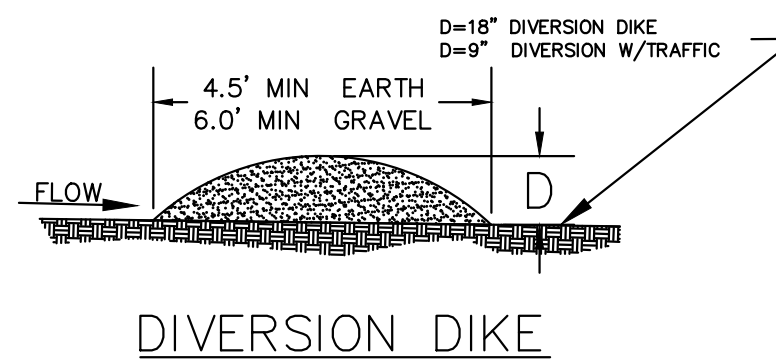 D=18" DIVERSION DIKE
D=9" DIVERSION W/TRAFFIC
4.5' MIN EARTH
6.0' MIN GRAVEL
FLOW
D
DIVERSION DIKE